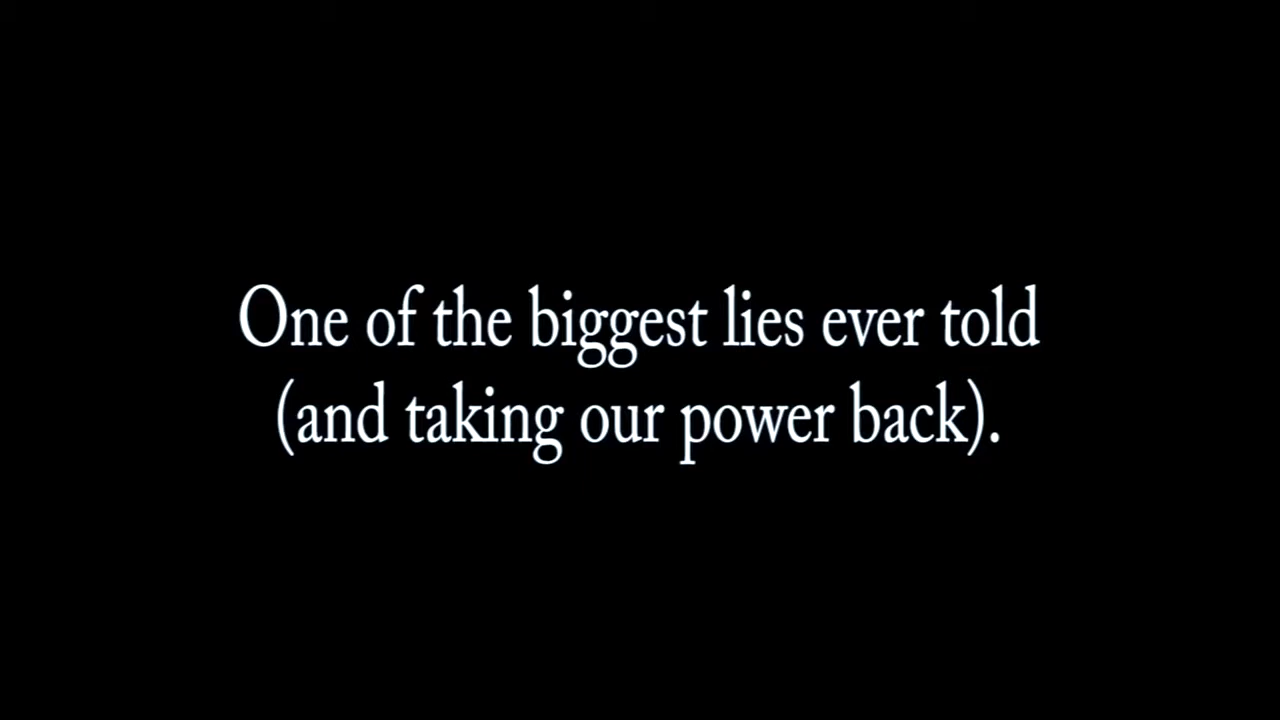 One of the biggest lies ever told
(and taking our power back).